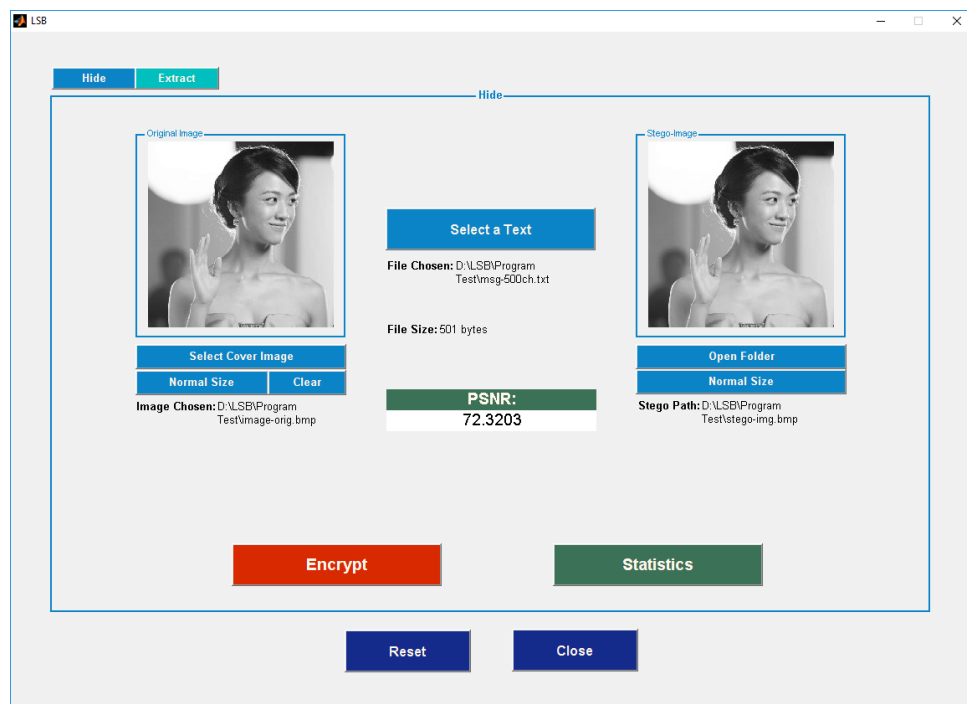 LSB
Hide
Extract
Hide
Original Image
Stego-Image
Select a Text
File Chosen: D:\LSB\Program
Test\msg-500ch.txt
File Size: 501 bytes
Select Cover Image
Normal Size
Clear
Image Chosen: D:\LSB\Program
Test\image-orig.bmp
PSNR:
72.3203
Open Folder
Normal Size
Stego Path: D:\LSB\Program
Test\stego-img.bmp
Encrypt
Statistics
Reset
Close